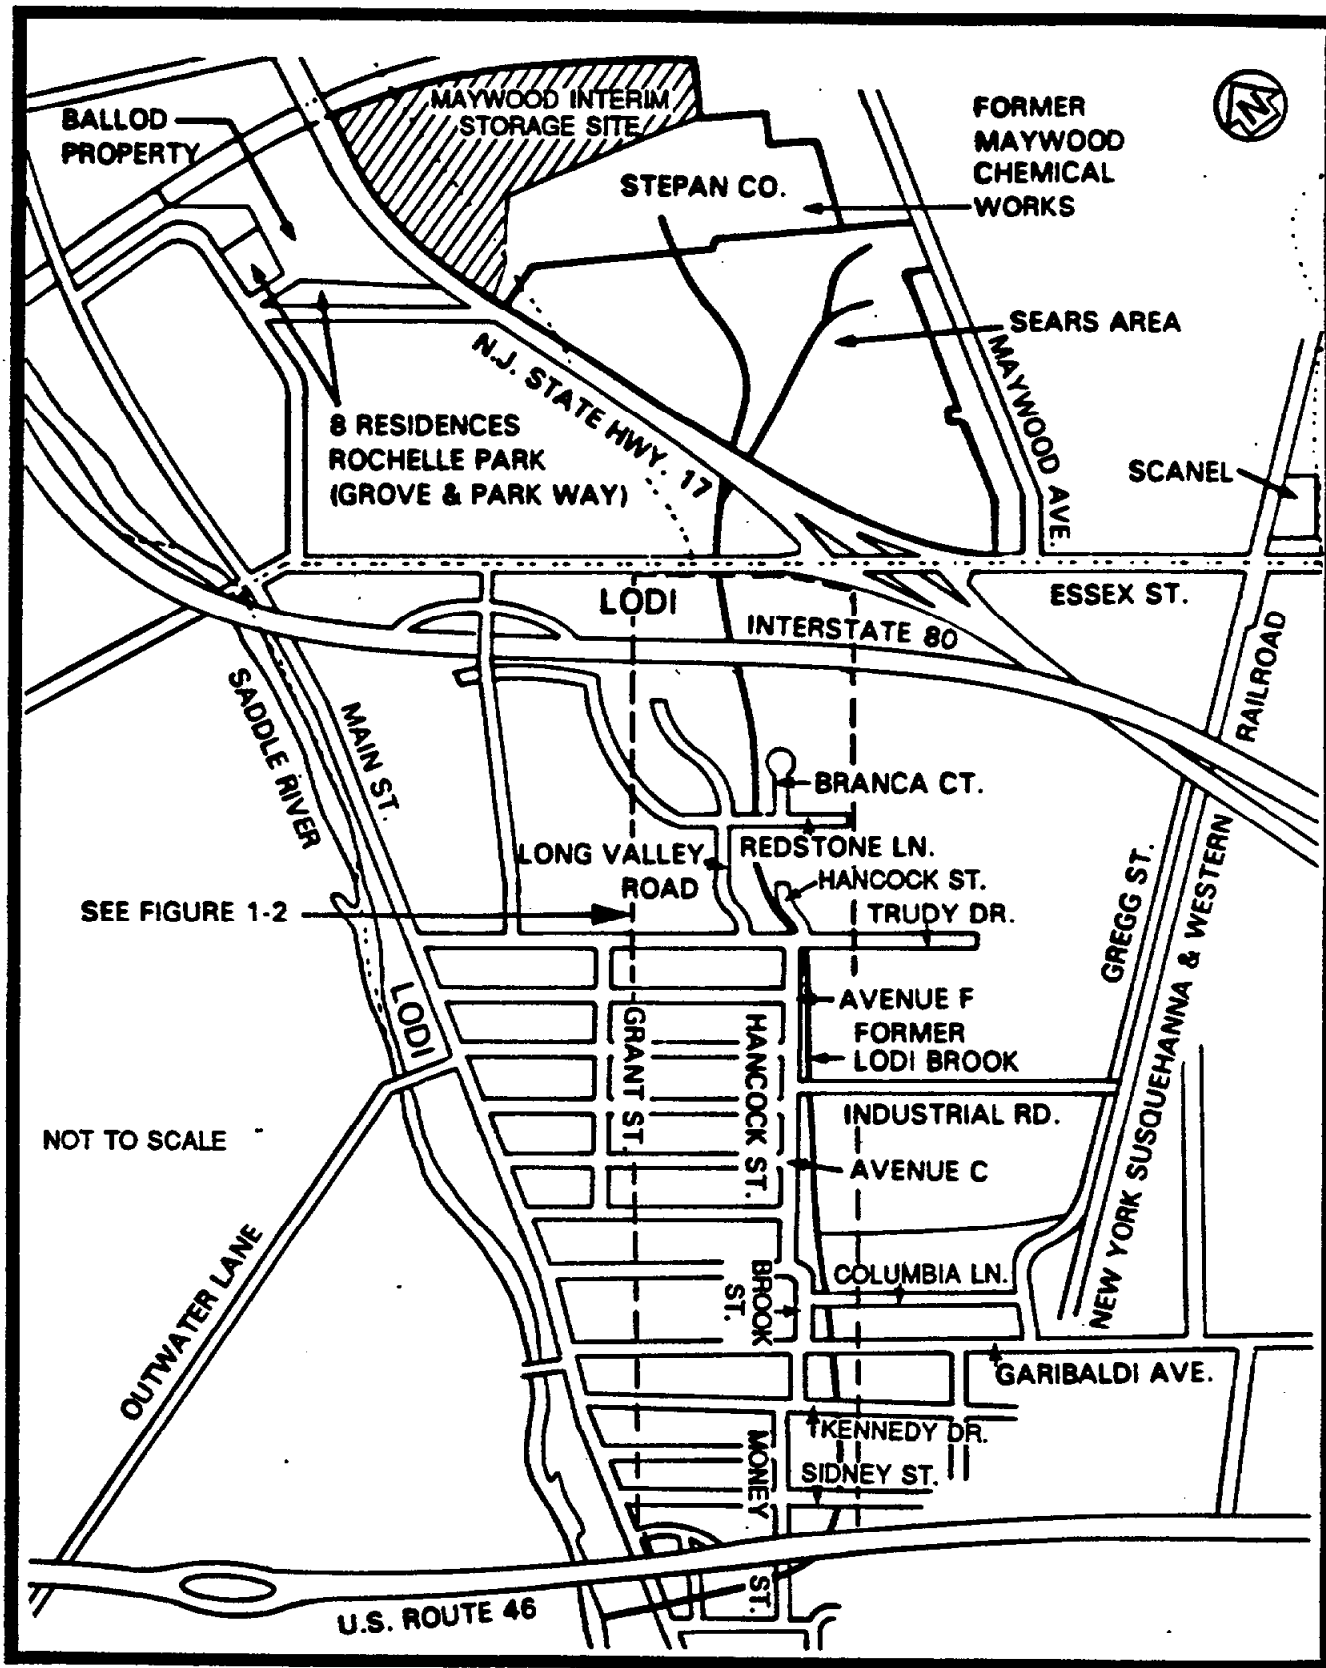 MAYWOOD INTERIM
STORAGE SITE
BALLOD
PROPERTY
FORMER
MAYWOOD
CHEMICAL
WORKS
N
STEPAN CO.
SEARS AREA
N.J. STATE HWY. 17
MAYWOOD AVE.
8 RESIDENCES
ROCHELLE PARK
(GROVE & PARK WAY)
SCANEL
ESSEX ST.
LODI
INTERSTATE 80
SADDLE RIVER
MAIN ST.
RAILROAD
BRANCA CT.
REDSTONE LN.
LONG VALLEY
ROAD
HANCOCK ST.
TRUDY DR.
SEE FIGURE 1-2
GREGG ST.
NEW YORK SUSQUEHANNA & WESTERN
LODI
GRANT ST.
HANCOCK ST.
AVENUE F
FORMER
LODI BROOK
INDUSTRIAL RD.
NOT TO SCALE
AVENUE C
OUTWATER LANE
BROOK
ST.
COLUMBIA LN.
GARIBALDI AVE.
KENNEDY DR.
MONEY ST.
SIDNEY ST.
U.S. ROUTE 46